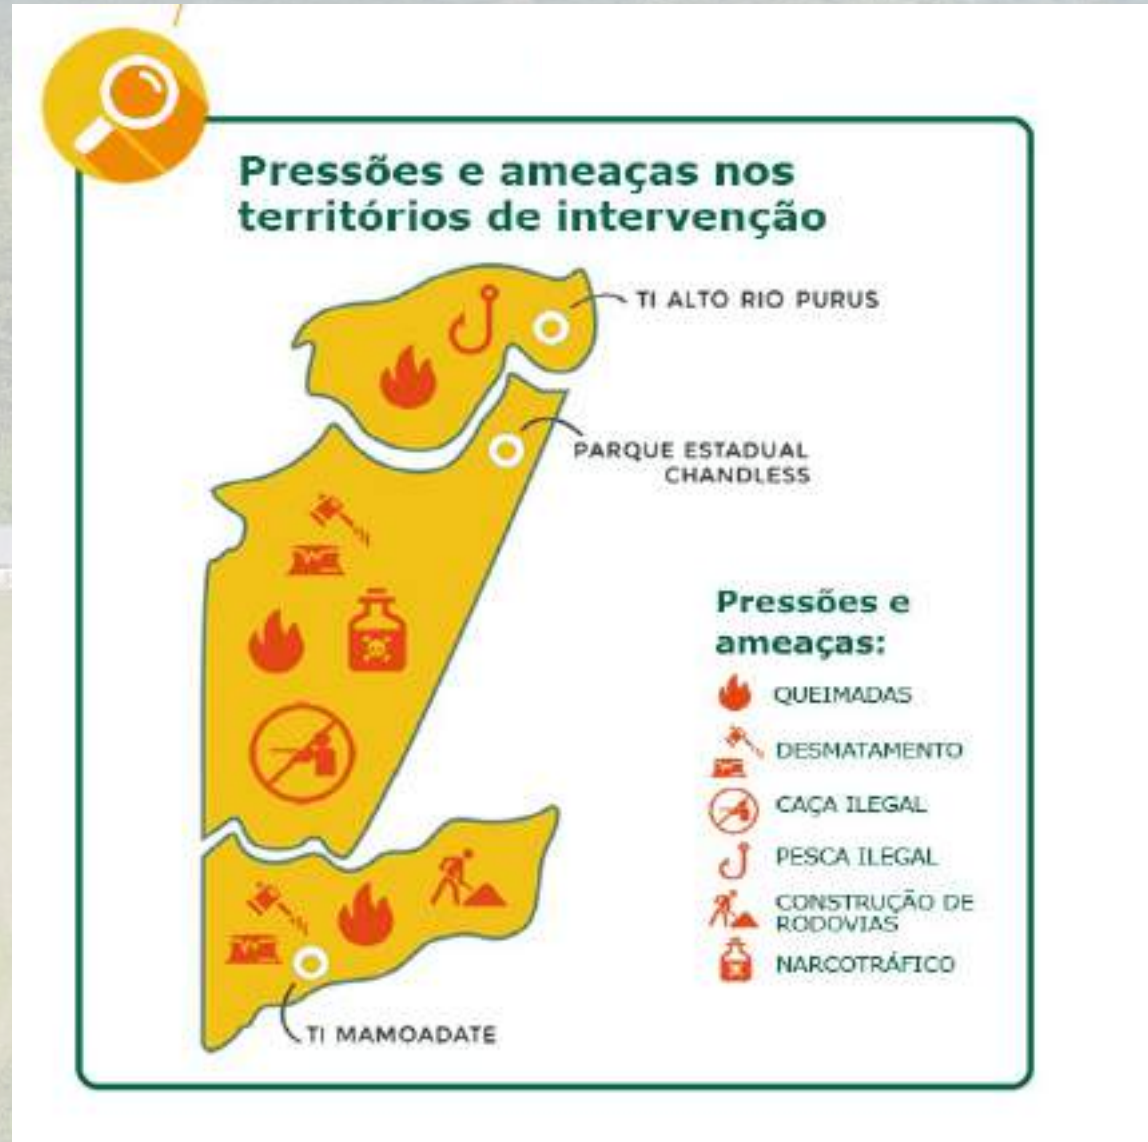 Pressões e ameaças nos
territórios de intervenção
TI ALTO RIO PURUS
PARQUE ESTADUAL
CHANDLESS
Pressões e
ameaças:
QUEIMADAS
DESMATAMENTO
CAÇA ILEGAL
PESCA ILEGAL
CONSTRUÇÃO DE
RODOVIAS
NARCOTRÁFICO
TI MAMOADATE